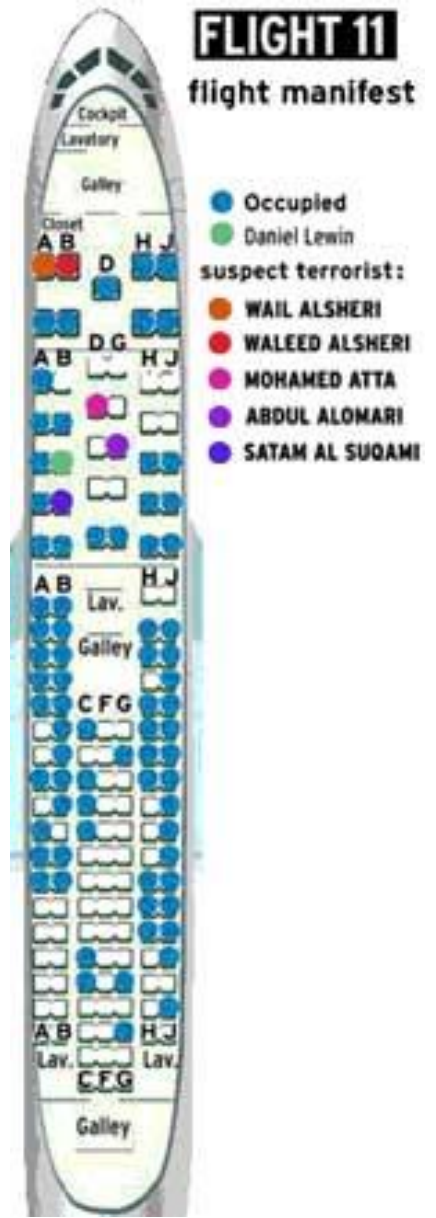 FLIGHT 11
flight manifest
Cockpit
Lavatory
Galley
Closet
A B
D
H J
Occupied
Daniel Lewin
suspect terrorist:
WAIL ALSHERI
WALEED ALSHERI
MOHAMED ATTA
ABDUL ALOMARI
SATAM AL SUQAMI
A B
D G
H J
A B
H J
Lav.
Galley
C F G
A B
H J
Lav.
Lav.
C F G
Galley